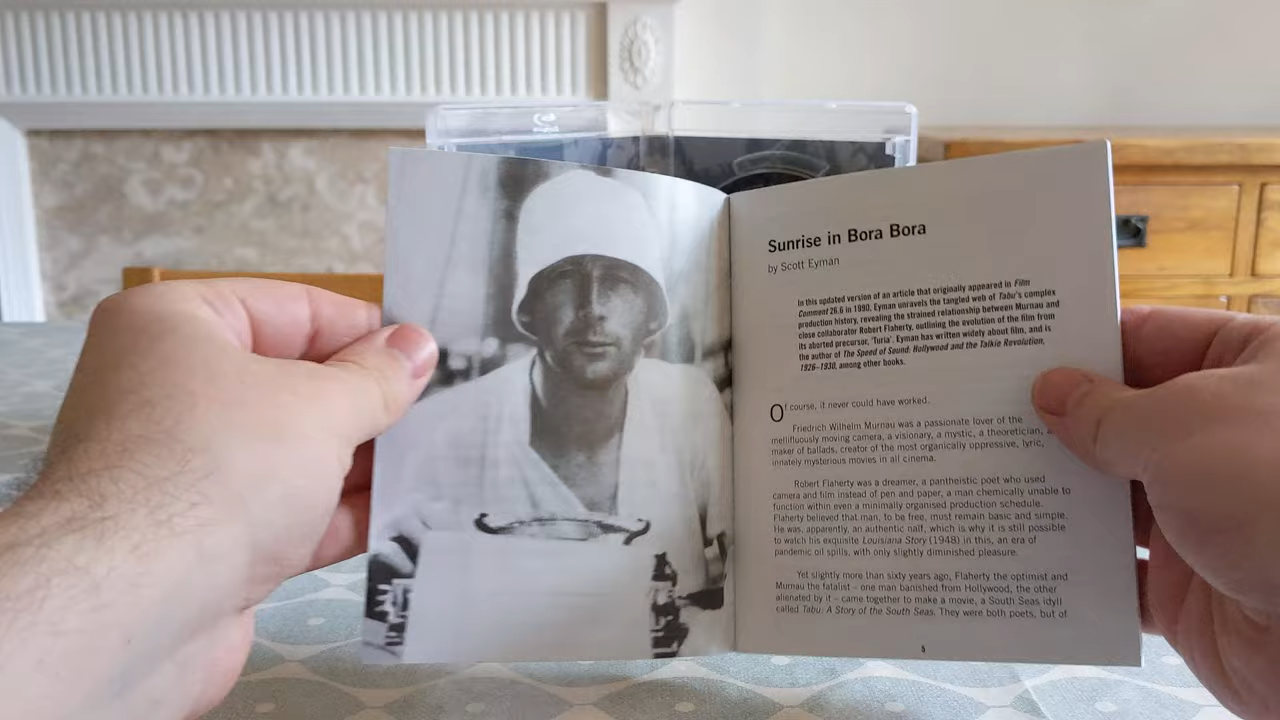 Sunrise in Bora Bora
by Scott Eyman
In this updated version of an article that originally appeared in Film
Comment 26.6 in 1990, Eyman unravels the tangled web of Tabu's complex
production history, revealing the strained relationship between Murnau and
close collaborator Robert Flaherty, outlining the evolution of the film from
its aborted precursor, 'Turia'. Eyman has written widely about film, and is
the author of The Speed of Sound: Hollywood and the Talkie Revolution,
1926–1930, among other books.
Of course, it never could have worked.
Friedrich Wilhelm Murnau was a passionate lover of the
mellifluously moving camera, a visionary, a mystic, a theoretician,
maker of ballads, creator of the most organically oppressive, lyric,
innately mysterious movies in all cinema.
Robert Flaherty was a dreamer, a pantheistic poet who used
camera and film instead of pen and paper, a man chemically unable to
function within even a minimally organised production schedule.
Flaherty believed that man, to be free, must remain basic and simple.
He was, apparently, an authentic naïf, which is why it is still possible
to watch his exquisite Louisiana Story (1948) in this, an era of
pandemic oil spills, with only slightly diminished pleasure.
Yet slightly more than sixty years ago, Flaherty the optimist and
Murnau the fatalist – one man banished from Hollywood, the other
alienated by it – came together to make a movie, a South Seas idyll
called Tabu: A Story of the South Seas. They were both poets, but of
5